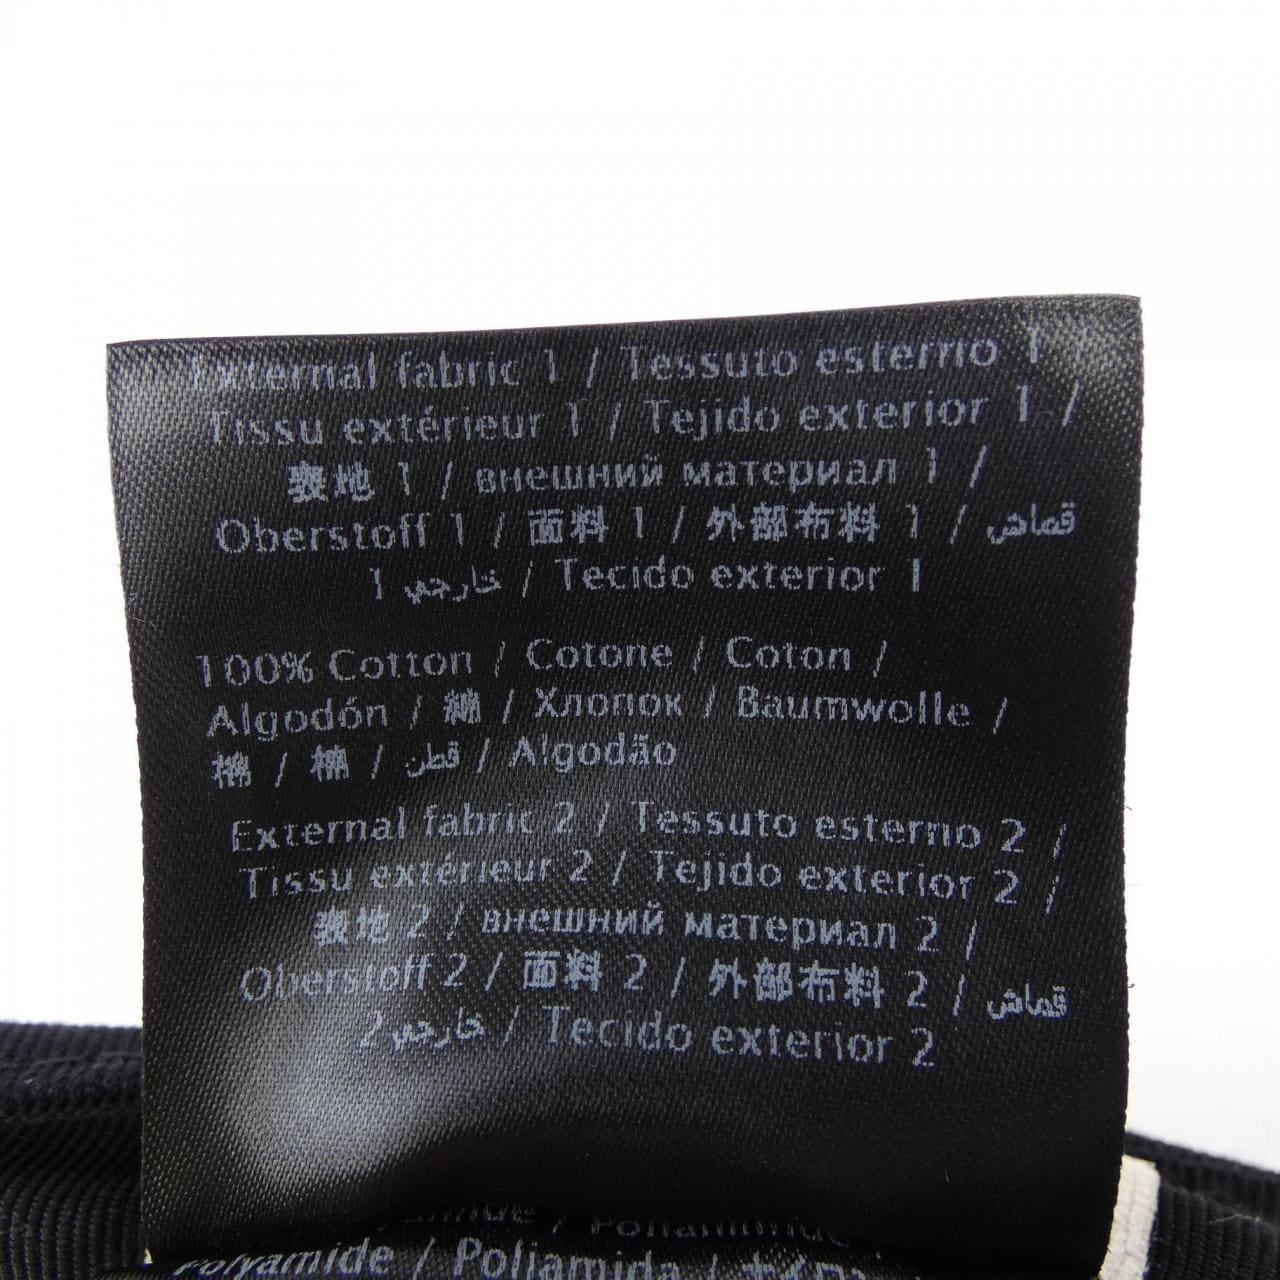 External fabric 1 / Tessuto esterno 1 /
Tissu extérieur 1 / Tejido exterior 1 /
表地 1 / внешний материал 1 /
Oberstoff 1 / 面料 1 / 外部布料 1 / قماش
خارجي 1 / Tecido exterior 1
100% Cotton / Cotone / Coton /
Algodón / 綿 / Хлопок / Baumwolle /
棉 / 棉 / قطن / Algodão
External fabric 2 / Tessuto esterno 2 /
Tissu extérieur 2 / Tejido exterior 2 /
表地 2 / внешний материал 2 /
Oberstoff 2 / 面料 2 / 外部布料 2 / قماش
خارجي 2 / Tecido exterior 2
Polyamide / Poliamida / ナイロン